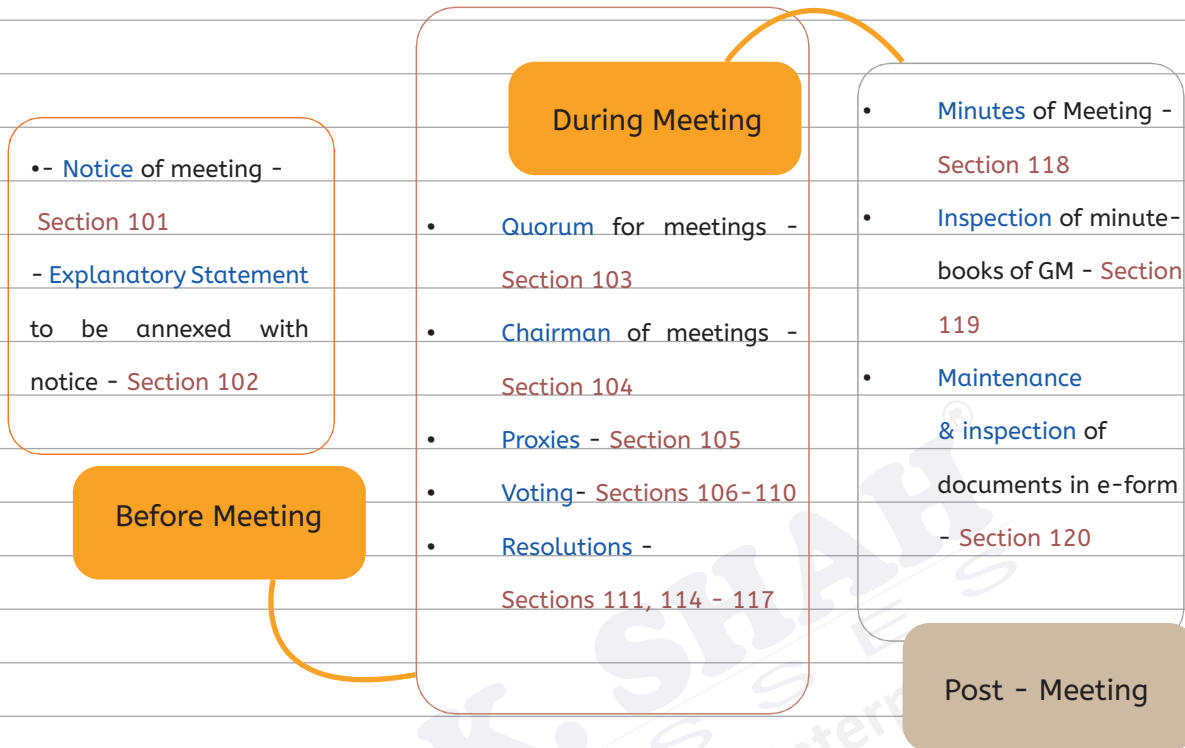 •- Notice of meeting -
Section 101
- Explanatory Statement
to be annexed with
notice - Section 102
Before Meeting
During Meeting
• Quorum for meetings -
Section 103
• Chairman of meetings -
Section 104
• Proxies - Section 105
• Voting- Sections 106-110
• Resolutions -
Sections 111, 114 - 117
• Minutes of Meeting -
Section 118
• Inspection of minute-
books of GM - Section
119
• Maintenance
& inspection of
documents in e-form
- Section 120
Post - Meeting
K. SHAH
®